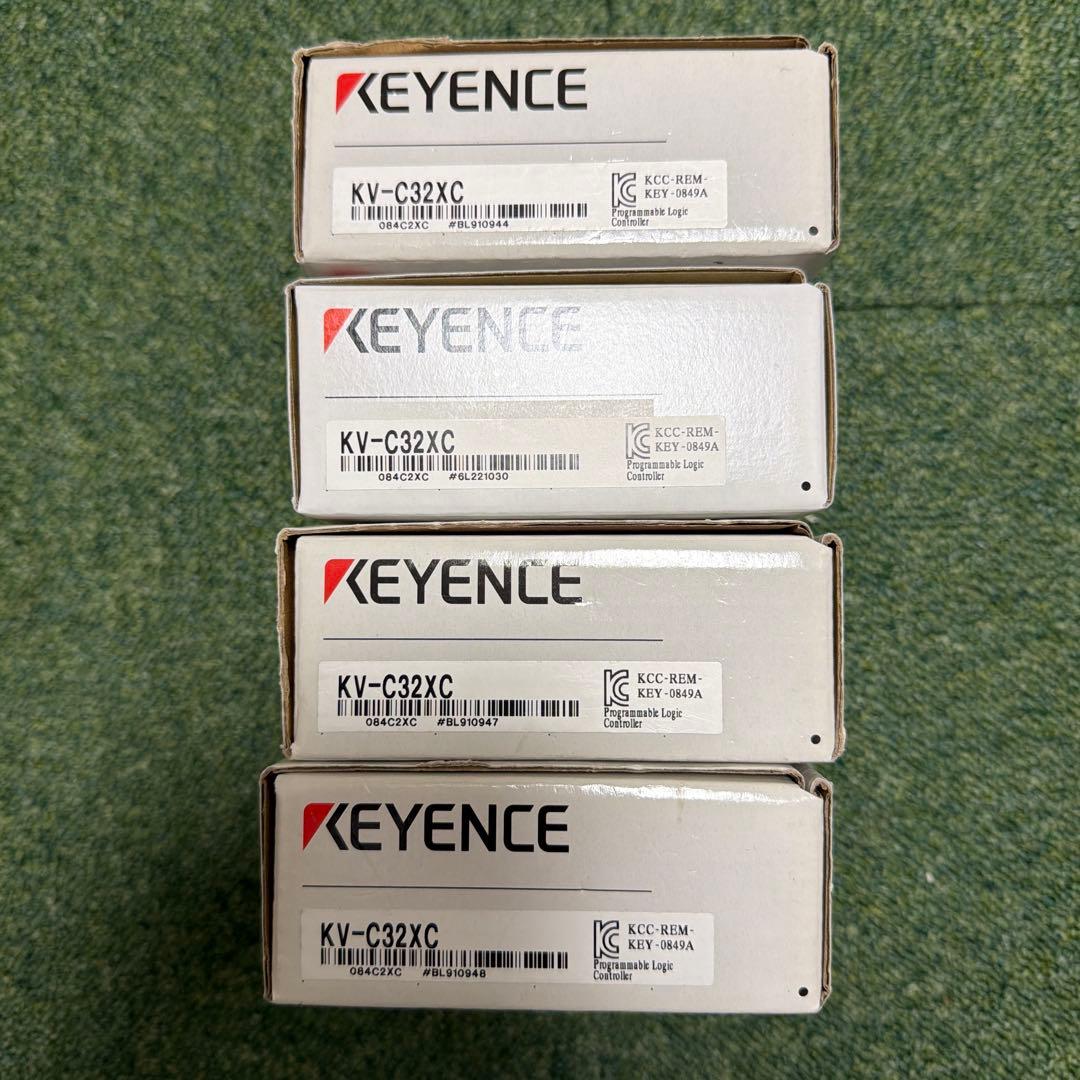 KEYENCE
KV-C32XC
084C2XC #BL910944
KCC-REM-
KEY-0849A
Programmable Logic
Controller
KEYENCE
KV-C32XC
084C2XC #6L221030
KCC-REM-
KEY-0849A
Programmable Logic
Controller
KEYENCE
KV-C32XC
084C2XC #BL910947
KCC-REM-
KEY-0849A
Programmable Logic
Controller
KEYENCE
KV-C32XC
084C2XC #BL910948
KCC-REM-
KEY-0849A
Programmable Logic
Controller